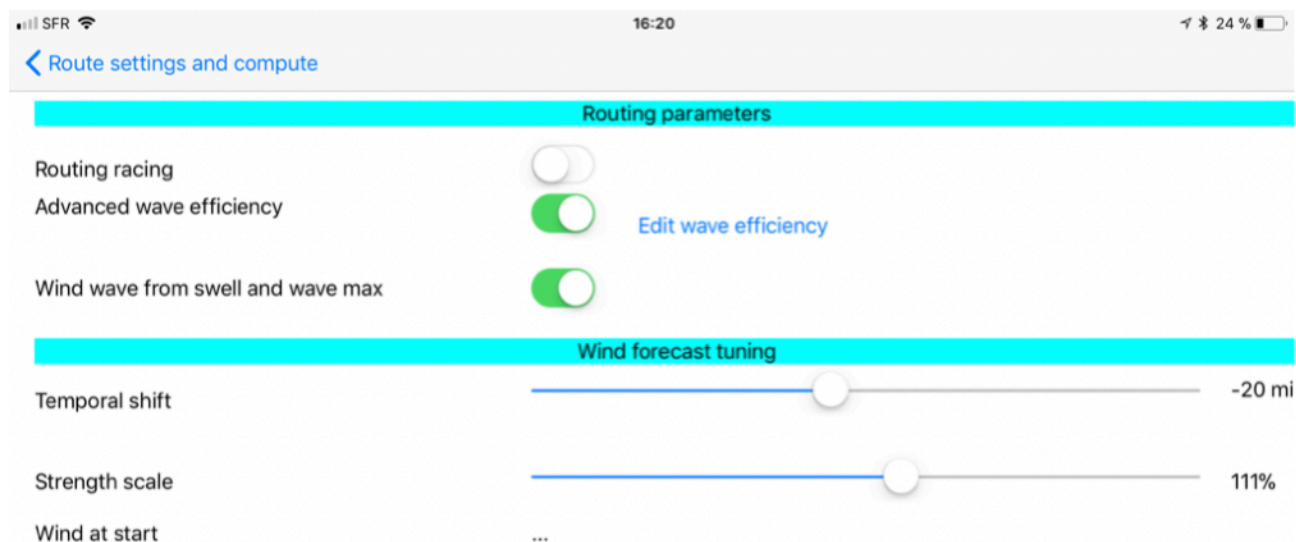 SFR 16:20 24 %
Route settings and compute
Routing parameters
Routing racing
Advanced wave efficiency
Edit wave efficiency
Wind wave from swell and wave max
Wind forecast tuning
Temporal shift -20 mi
Strength scale 111%
Wind at start ...